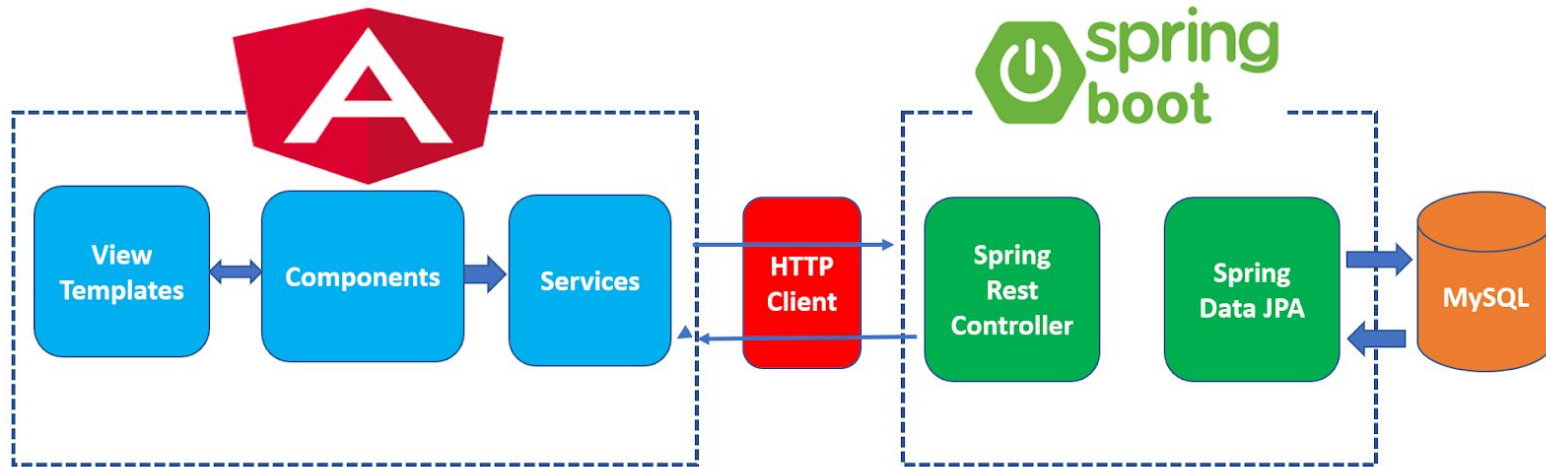 spring
boot
View
Templates
Components
Services
HTTP
Client
Spring
Rest
Controller
Spring
Data JPA
MySQL